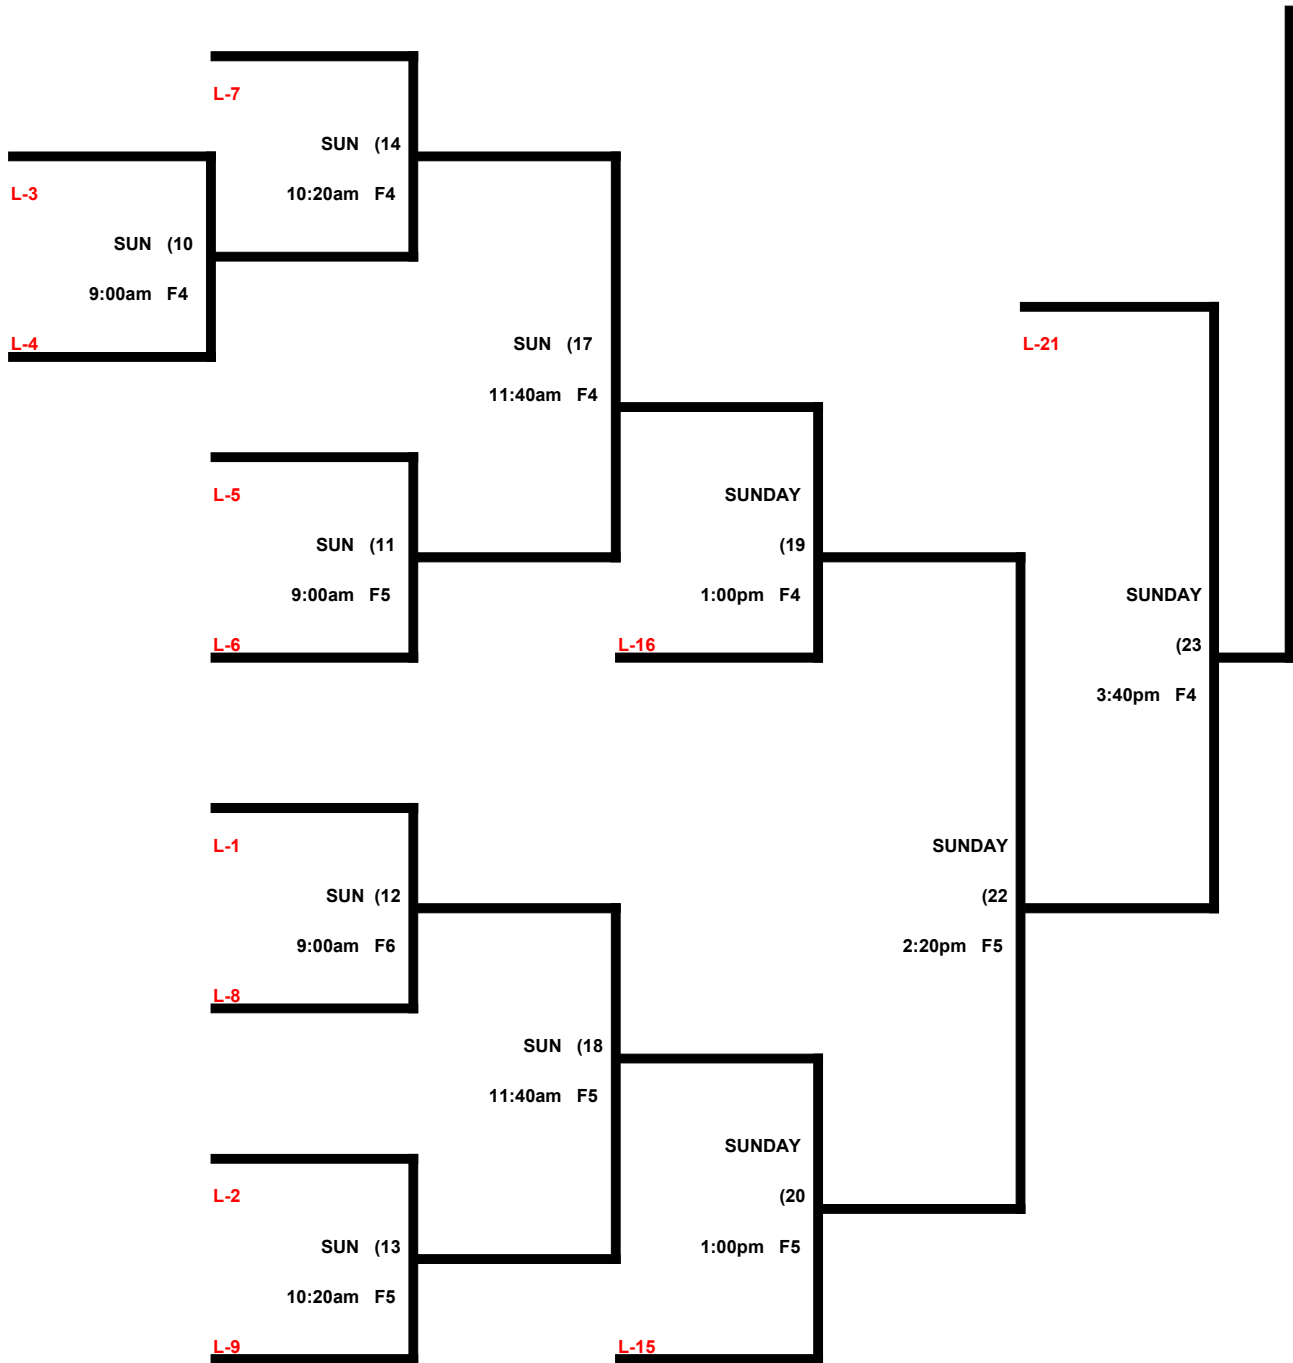 L-7
SUN (14
L-3
10:20am F4
SUN (10
9:00am F4
L-4
SUN (17
L-21
11:40am F4
L-5
SUNDAY
SUN (11
(19
9:00am F5
1:00pm F4
SUNDAY
L-6
L-16
(23
3:40pm F4
L-1
SUNDAY
SUN (12
(22
9:00am F6
2:20pm F5
L-8
SUN (18
11:40am F5
SUNDAY
L-2
(20
SUN (13
1:00pm F5
10:20am F5
L-9
L-15